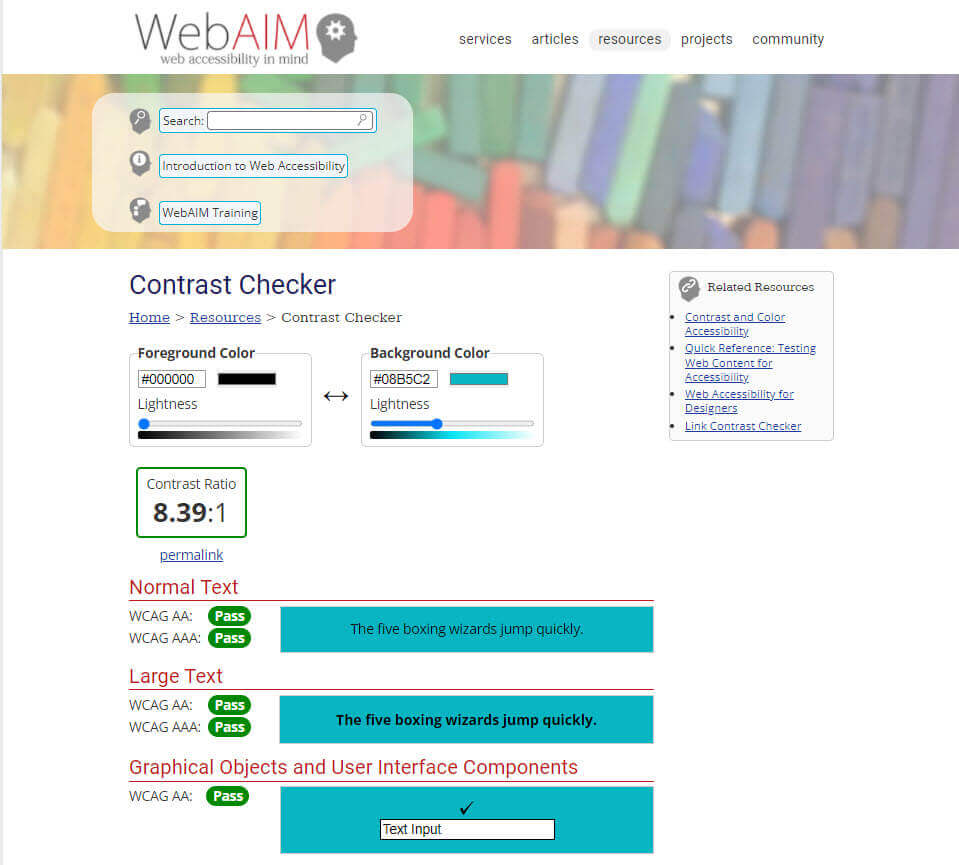 WebAIM
web accessibility in mind
services articles resources projects community
Search:
Introduction to Web Accessibility
WebAIM Training
Contrast Checker
Home > Resources > Contrast Checker
Foreground Color
#000000
Lightness
Background Color
#08B5C2
Lightness
Contrast Ratio
8.39:1
permalink
Normal Text
WCAG AA: Pass
WCAG AAA: Pass
The five boxing wizards jump quickly.
Large Text
WCAG AA: Pass
WCAG AAA: Pass
The five boxing wizards jump quickly.
Graphical Objects and User Interface Components
WCAG AA: Pass
✓
Text Input
Related Resources
Contrast and Color
Accessibility
Quick Reference: Testing
Web Content for
Accessibility
Web Accessibility for
Designers
Link Contrast Checker